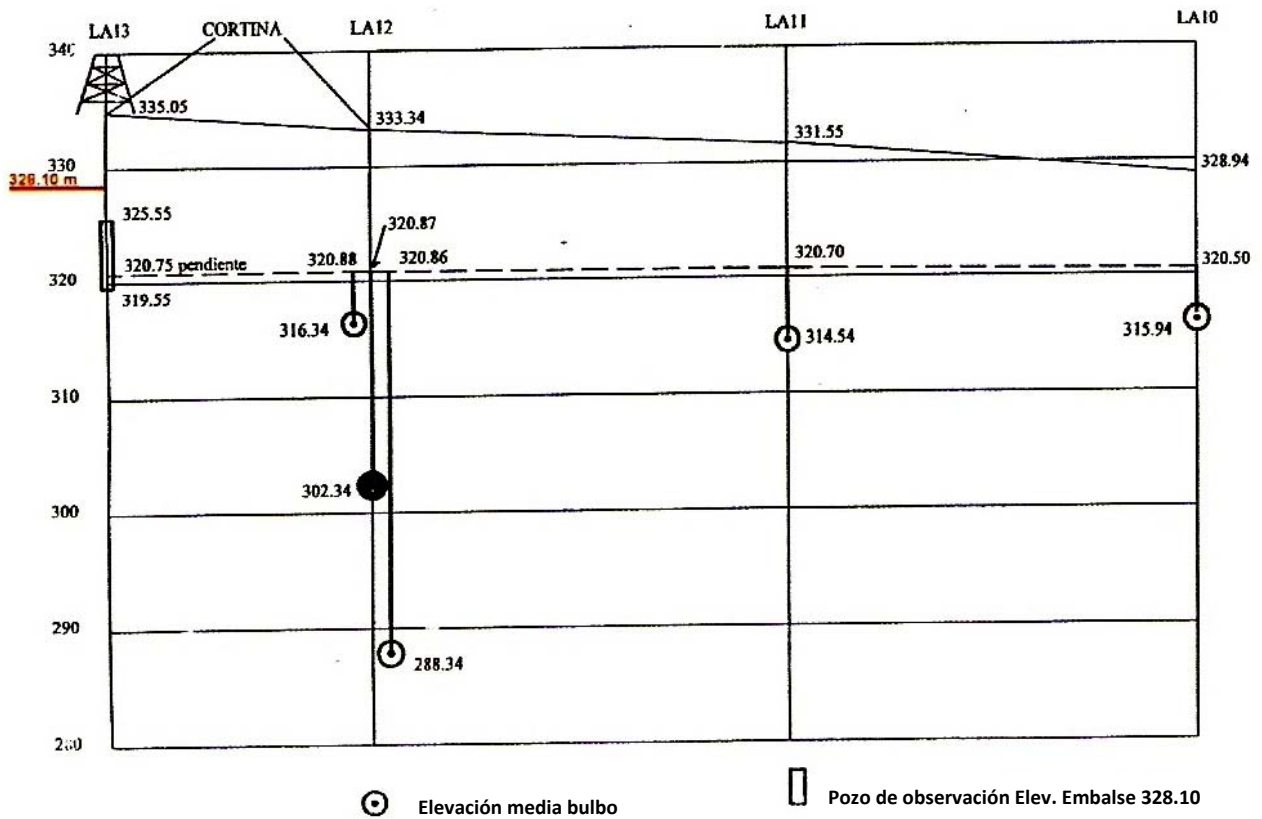 LA13
CORTINA
LA12
LA11
LA10
340
335.05
333.34
331.55
330
328.94
328.10 m
325.55
320.87
320.75 pendiente
320.88
320.86
320.70
320.50
320
319.55
316.34
314.54
315.94
310
302.34
300
290
288.34
280
Elevación media bulbo
Pozo de observación Elev. Embalse 328.10